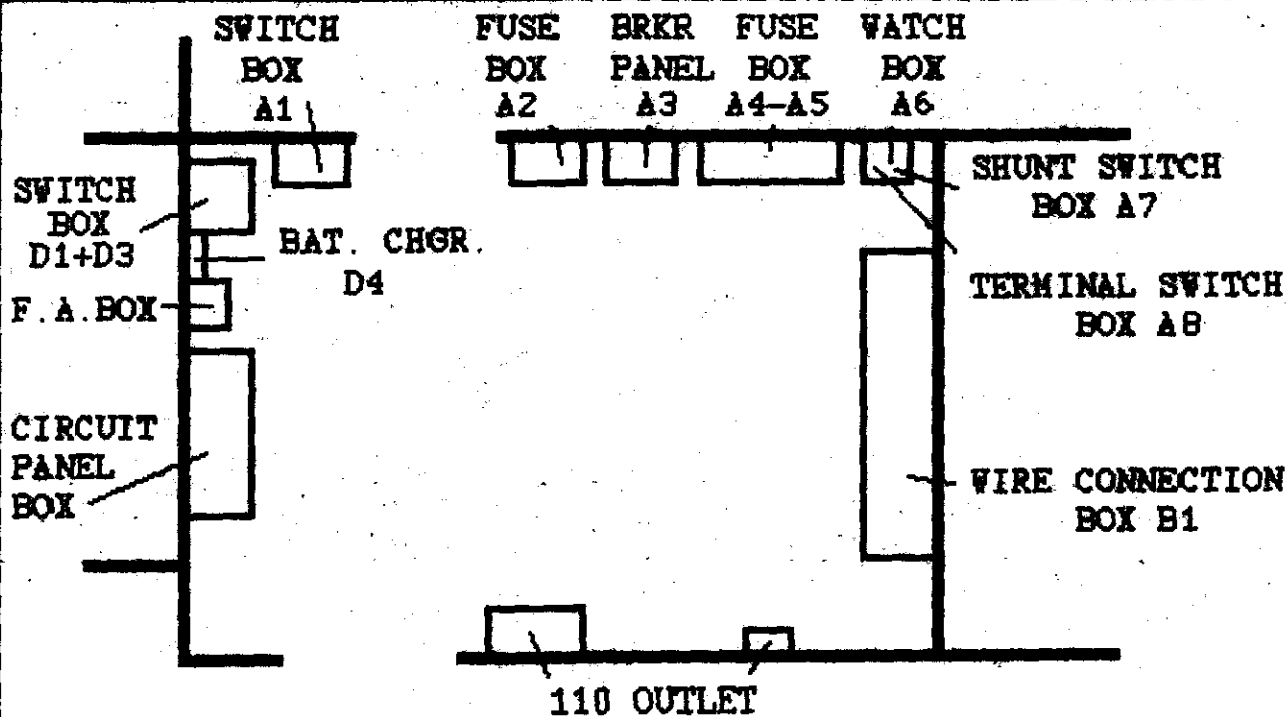 SWITCH
BOX
A1
FUSE
BOX
A2
BRKR
PANEL
A3
FUSE
BOX
A4-A5
WATCH
BOX
A6
SHUNT SWITCH
BOX A7
SWITCH
BOX
D1+D3
BAT. CHGR.
D4
F.A.BOX
TERMINAL SWITCH
BOX A8
CIRCUIT
PANEL
BOX
WIRE CONNECTION
BOX B1
110 OUTLET